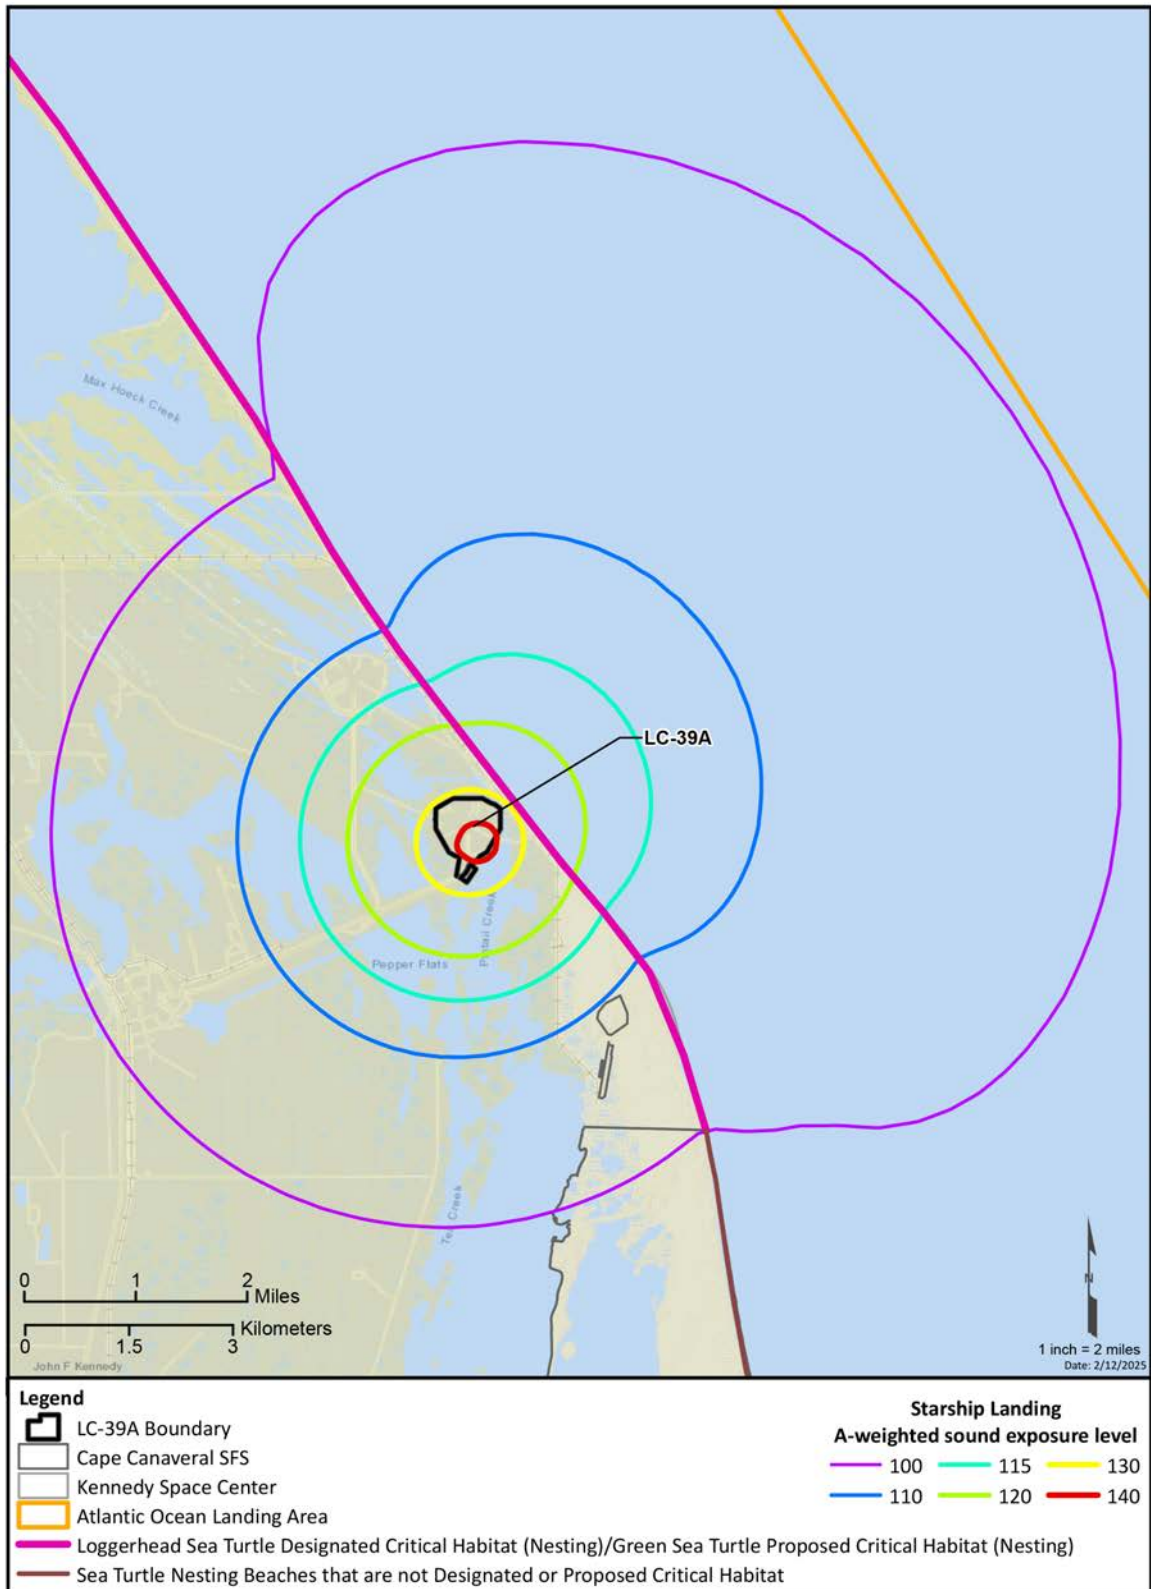 Max Hoeck Creek
LC-39A
Pintail Creek
Pepper Flats
Tea Creek
0 1 2
Miles
Kilometers
0 1.5 3
John F Kennedy
N
1 inch = 2 miles
Date: 2/12/2025
Legend
LC-39A Boundary
Cape Canaveral SFS
Kennedy Space Center
Atlantic Ocean Landing Area
Loggerhead Sea Turtle Designated Critical Habitat (Nesting)/Green Sea Turtle Proposed Critical Habitat (Nesting)
Sea Turtle Nesting Beaches that are not Designated or Proposed Critical Habitat
Starship Landing
A-weighted sound exposure level
100 115 130
110 120 140